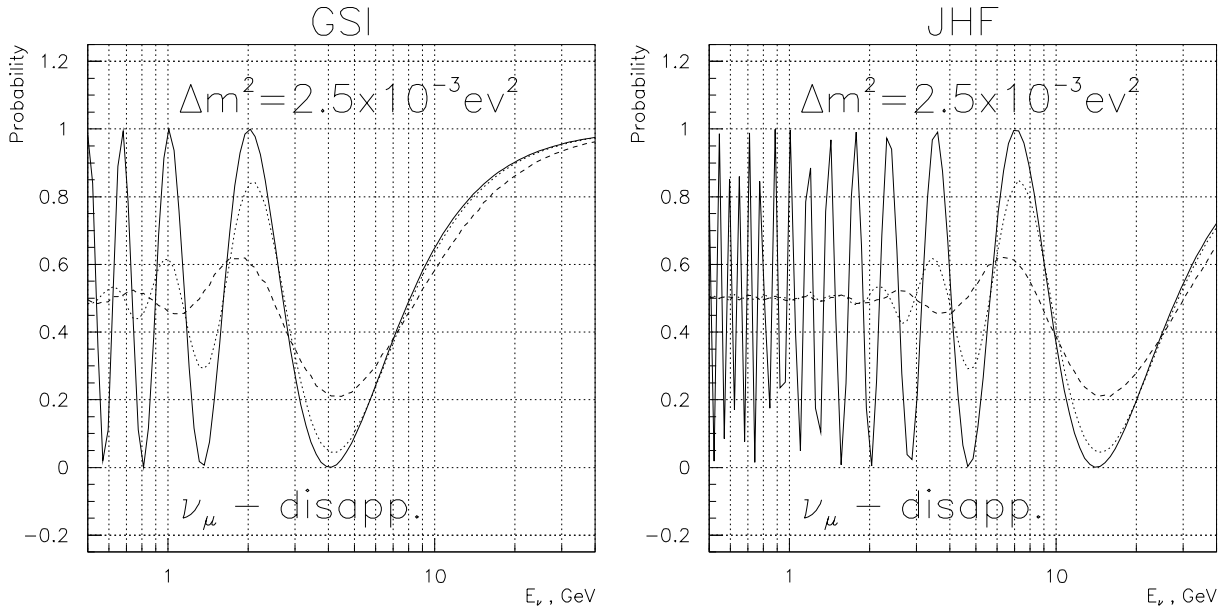 GSI
Probability
1.2
1
0.8
0.6
0.4
0.2
0
−0.2
Δm²=2.5x10⁻³ev²
ν_μ − disapp.
1
10
E_ν , GeV
JHF
Probability
1.2
1
0.8
0.6
0.4
0.2
0
−0.2
Δm²=2.5x10⁻³ev²
ν_μ − disapp.
1
10
E_ν , GeV